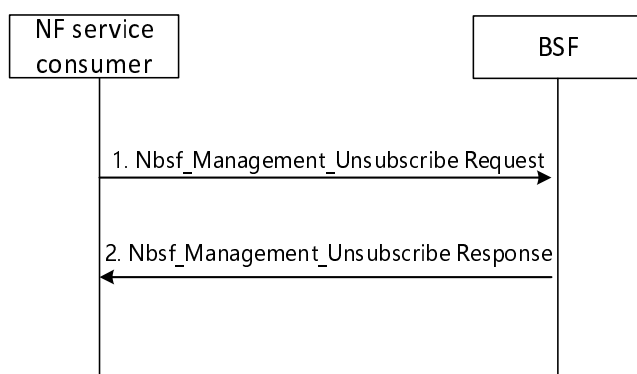 NF service
consumer
BSF
1. Nbsf_Management_Unsubscribe Request
2. Nbsf_Management_Unsubscribe Response